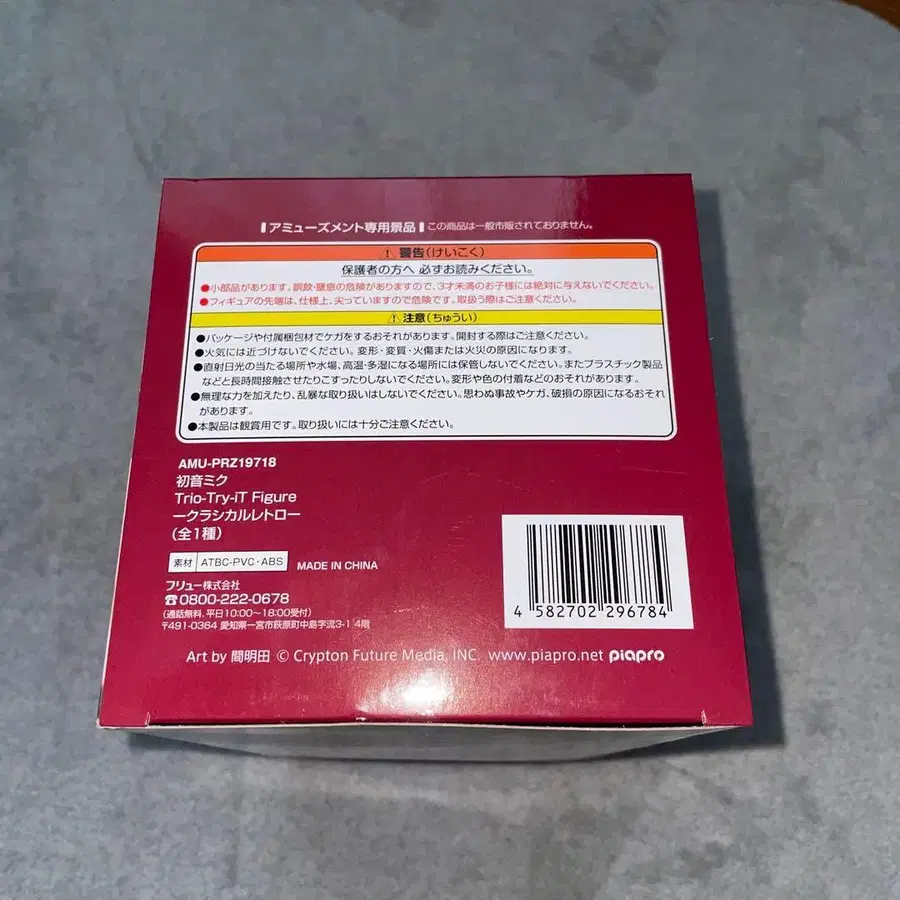 アミューズメント専用景品 この商品は一般市販されておりません。
⚠警告(けいこく)
保護者の方へ 必ずお読みください。
●小部品があります。誤飲・窒息の危険がありますので、3才未満のお子様には絶対に与えないでください。
●フィギュアの先端は、仕様上、尖っていますので危険です。取扱う際はご注意ください。
⚠注意(ちゅうい)
●パッケージや付属梱包材でケガをするおそれがあります。開封する際はご注意ください。
●火気には近づけないでください。変形・変質・火傷または火災の原因になります。
●直射日光の当たる場所や水場、高温・多湿になる場所には保管しないでください。またプラスチック製品
などと長時間接触させたりこすったりしないでください。変形や色の付着などのおそれがあります。
●無理な力を加えたり、乱暴な取り扱いはしないでください。思わぬ事故やケガ、破損の原因になるおそれ
があります。
●本製品は観賞用です。取り扱いには十分ご注意ください。
AMU-PRZ19718
初音ミク
Trio-Try-iT Figure
ークラシカルレトロー
(全1種)
素材 ATBC-PVC・ABS MADE IN CHINA
フリュー株式会社
☎0800-222-0678
(通話無料、平日10:00～18:00受付)
〒491-0364 愛知県一宮市萩原町中島字流3-1 4階
4 582702 296784
Art by 間明田 © Crypton Future Media, INC. www.piapro.net piapro